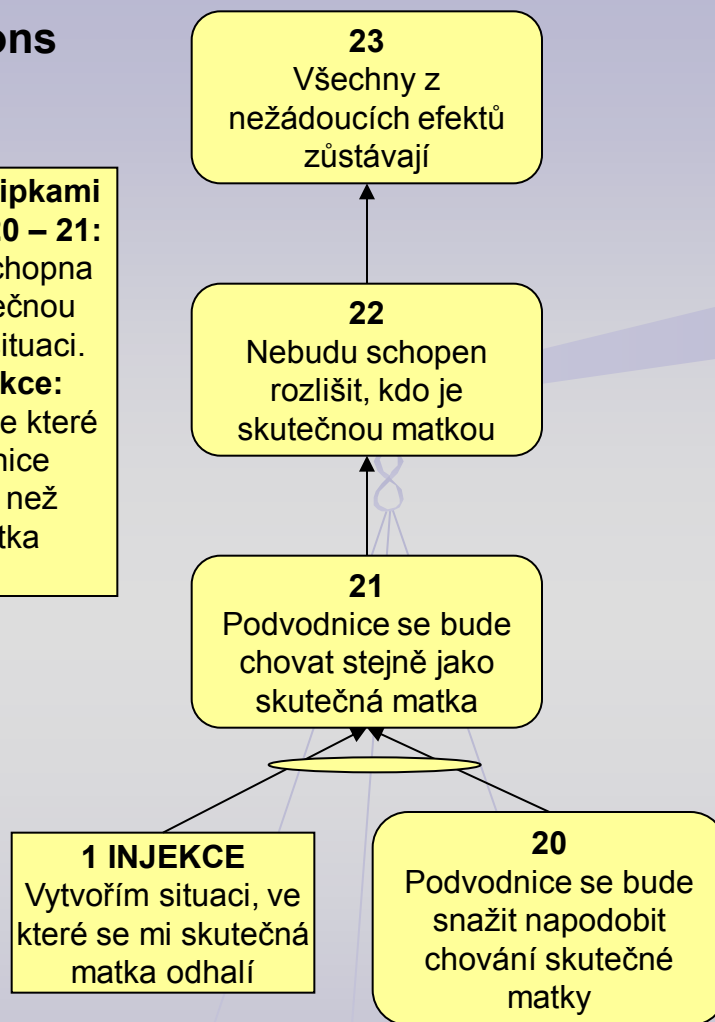 ons
ipkami
20 – 21:
chopna
ečnou
ituaci.
kce:
e které
nice
než
tka
23
Všechny z
nežádoucích efektů
zůstávají
22
Nebudu schopen
rozlišit, kdo je
skutečnou matkou
21
Podvodnice se bude
chovat stejně jako
skutečná matka
1 INJEKCE
Vytvořím situaci, ve
které se mi skutečná
matka odhalí
20
Podvodnice se bude
snažit napodobit
chování skutečné
matky